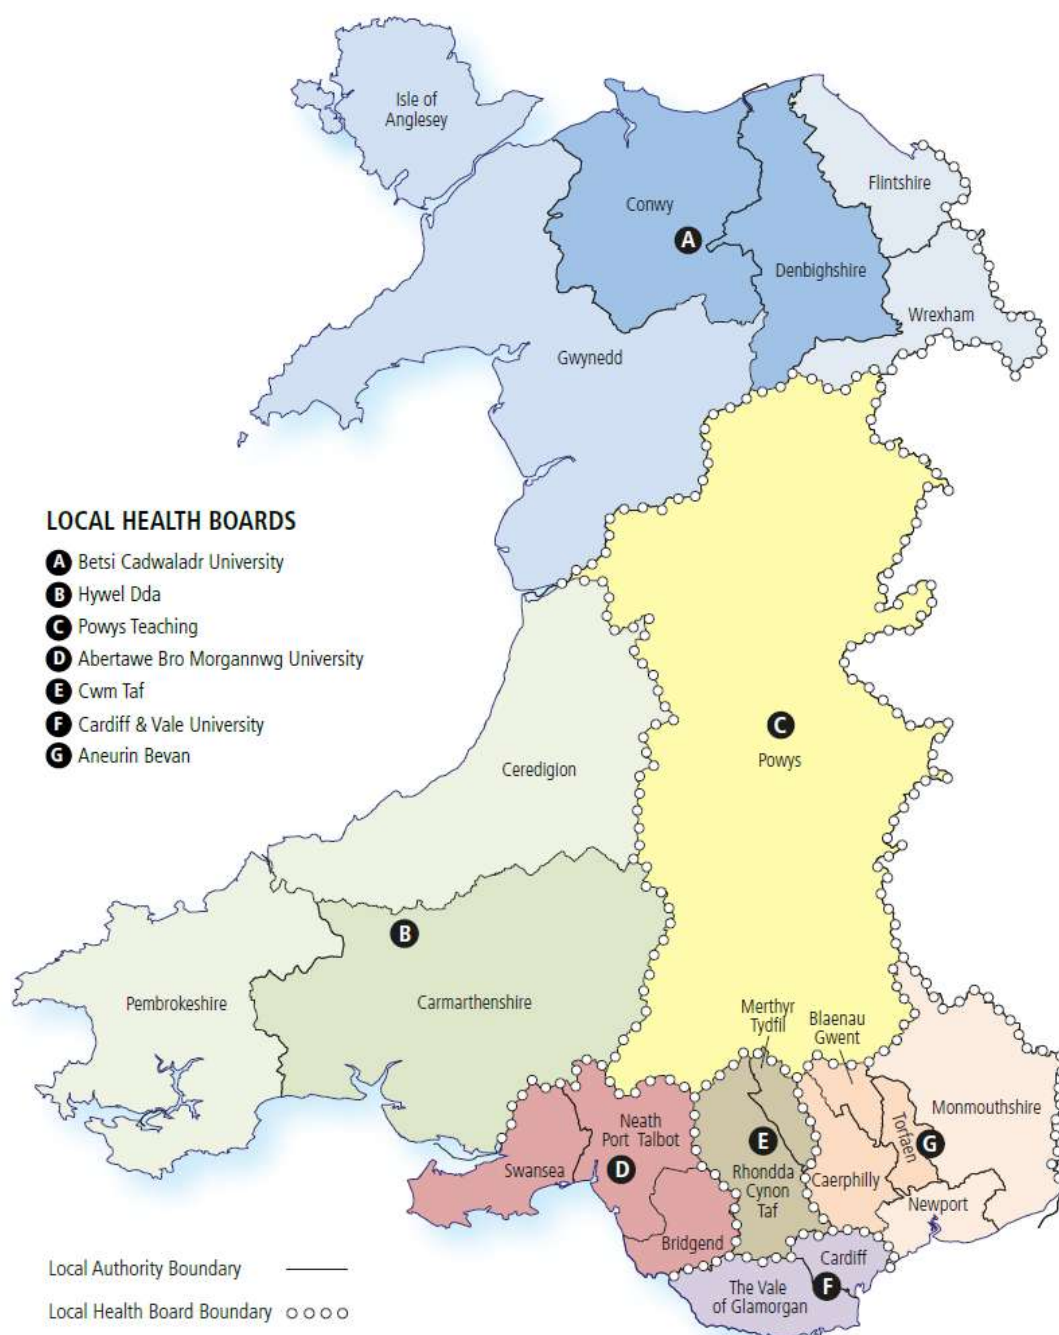 Isle of
Anglesey
Flintshire
Conwy
A
Denbighshire
Wrexham
Gwynedd
LOCAL HEALTH BOARDS
A Betsi Cadwaladr University
B Hywel Dda
C Powys Teaching
D Abertawe Bro Morgannwg University
E Cwm Taf
F Cardiff & Vale University
G Aneurin Bevan
C
Powys
Ceredigion
B
Pembrokeshire
Carmarthenshire
Merthyr
Tydfil
Blaenau
Gwent
Monmouthshire
Neath
Port Talbot
Swansea
D
E
Rhondda
Cynon
Taf
Torfaen
G
Caerphilly
Newport
Bridgend
Cardiff
The Vale
of Glamorgan
F
Local Authority Boundary
Local Health Board Boundary